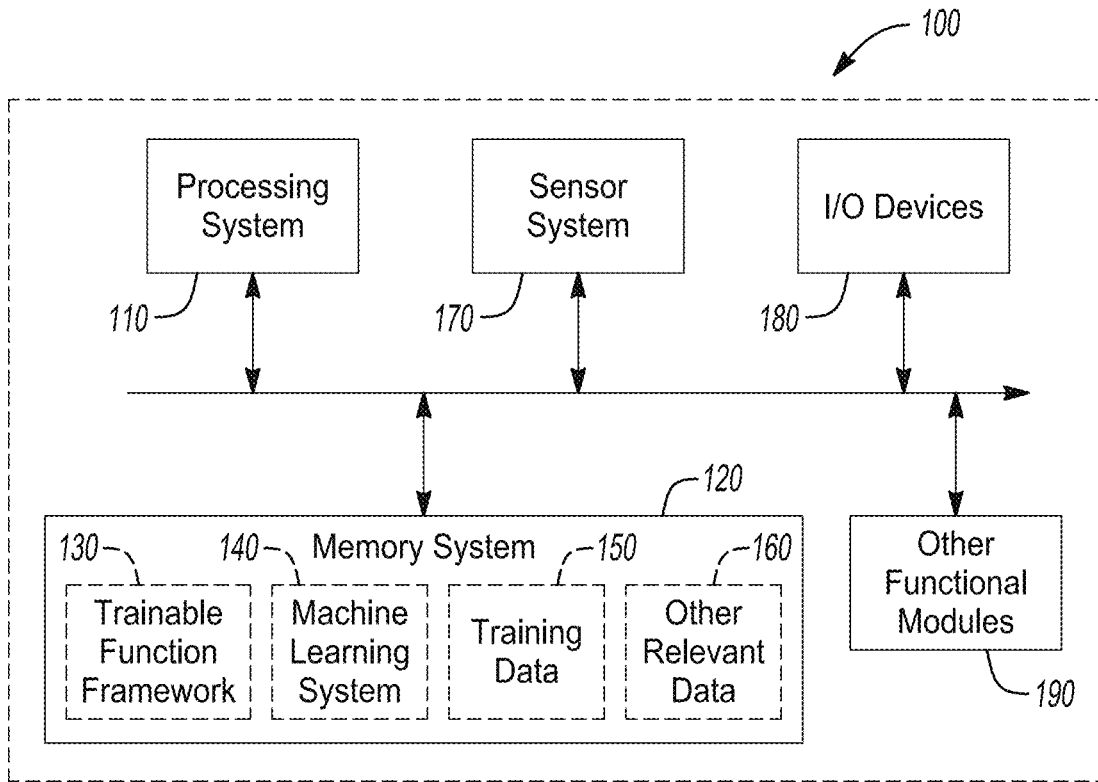 100
Processing
System
Sensor
System
I/O Devices
110
170
180
120
130
140
Memory System
150
160
Trainable
Function
Framework
Machine
Learning
System
Training
Data
Other
Relevant
Data
Other
Functional
Modules
190